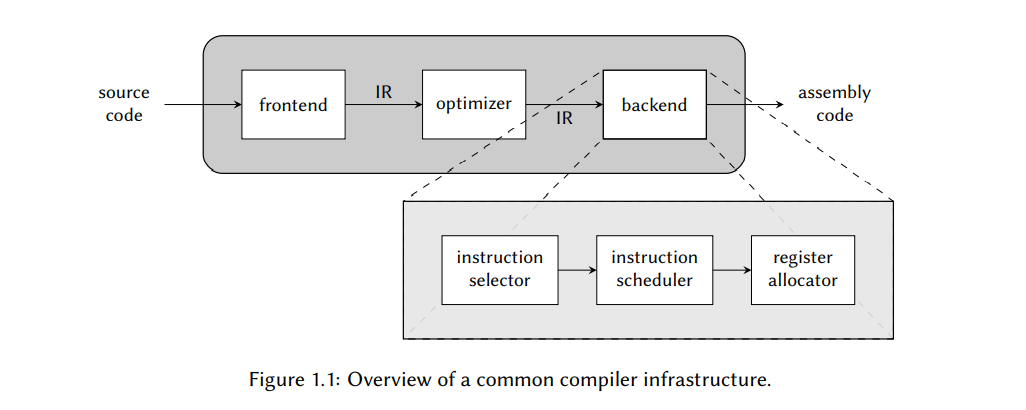 source
code
frontend
IR
optimizer
IR
backend
assembly
code
instruction
selector
instruction
scheduler
register
allocator
Figure 1.1: Overview of a common compiler infrastructure.